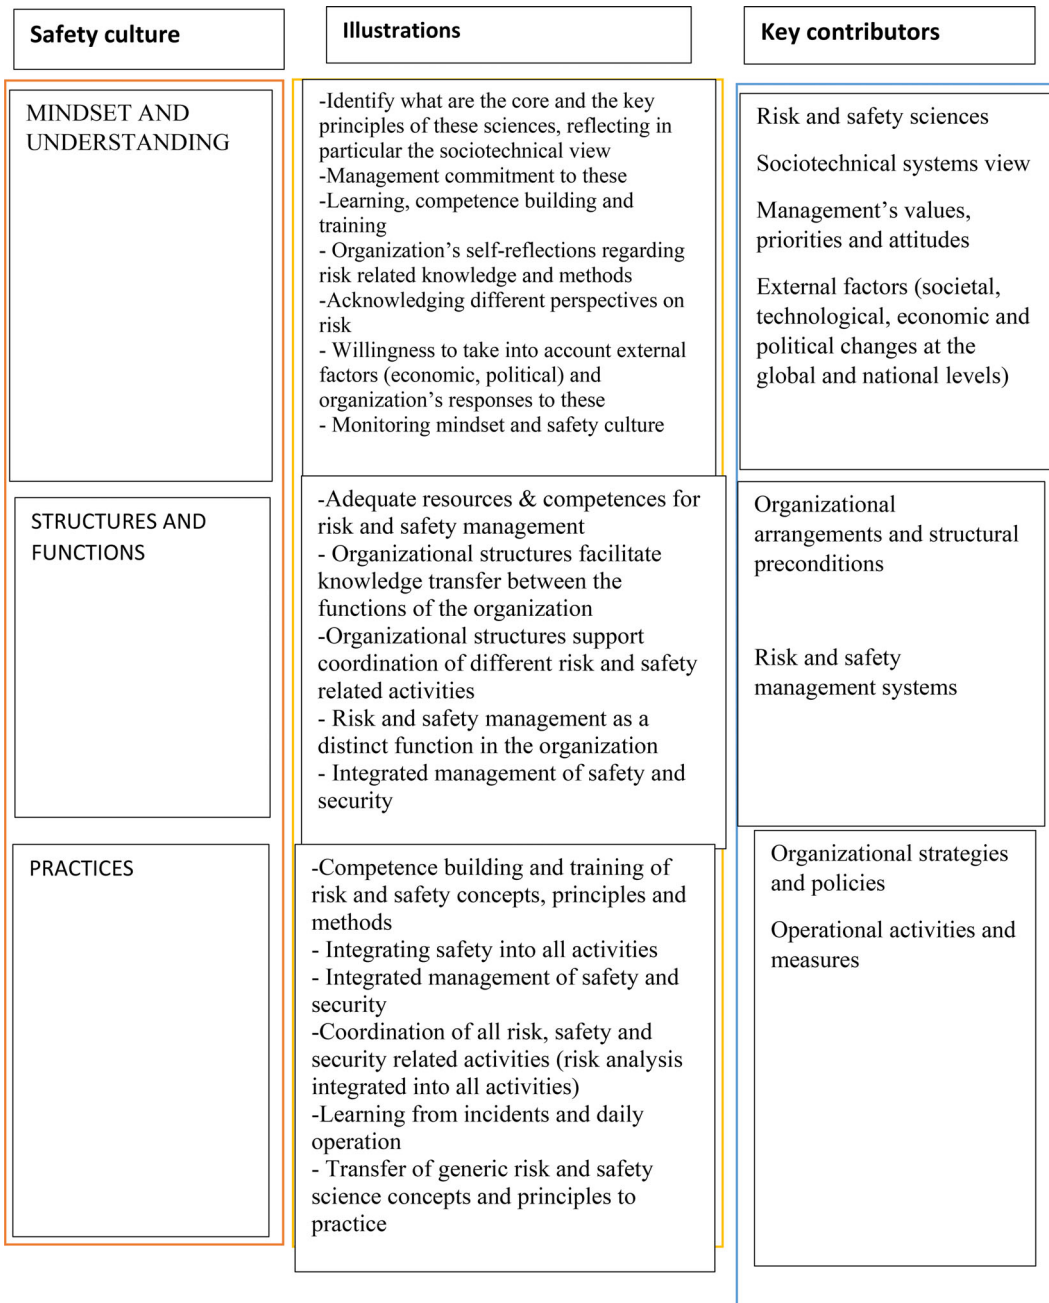 Safety culture
Illustrations
Key contributors
MINDSET AND
UNDERSTANDING
-Identify what are the core and the key
principles of these sciences, reflecting in
particular the sociotechnical view
-Management commitment to these
-Learning, competence building and
training
- Organization’s self-reflections regarding
risk related knowledge and methods
-Acknowledging different perspectives on
risk
- Willingness to take into account external
factors (economic, political) and
organization’s responses to these
- Monitoring mindset and safety culture
Risk and safety sciences
Sociotechnical systems view
Management’s values,
priorities and attitudes
External factors (societal,
technological, economic and
political changes at the
global and national levels)
STRUCTURES AND
FUNCTIONS
-Adequate resources & competences for
risk and safety management
- Organizational structures facilitate
knowledge transfer between the
functions of the organization
-Organizational structures support
coordination of different risk and safety
related activities
- Risk and safety management as a
distinct function in the organization
- Integrated management of safety and
security
Organizational
arrangements and structural
preconditions
Risk and safety
management systems
PRACTICES
-Competence building and training of
risk and safety concepts, principles and
methods
- Integrating safety into all activities
- Integrated management of safety and
security
-Coordination of all risk, safety and
security related activities (risk analysis
integrated into all activities)
-Learning from incidents and daily
operation
- Transfer of generic risk and safety
science concepts and principles to
practice
Organizational strategies
and policies
Operational activities and
measures